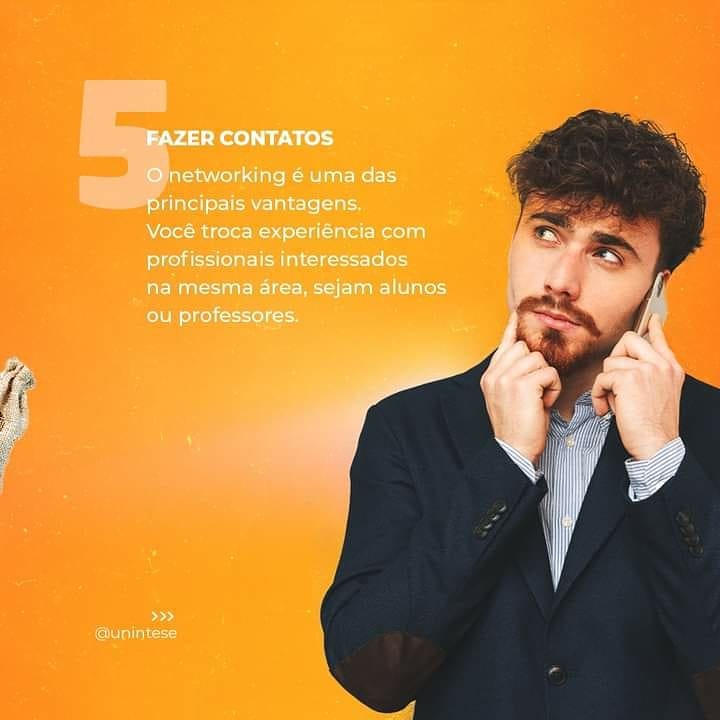 5
FAZER CONTATOS
O networking é uma das
principais vantagens.
Você troca experiência com
profissionais interessados
na mesma área, sejam alunos
ou professores.
>>>
@unintese